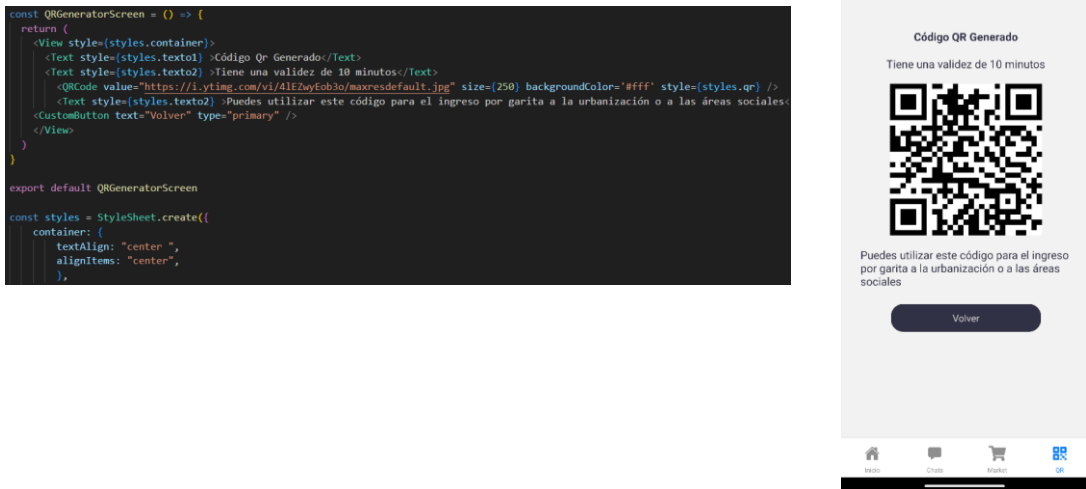 const QRGeneratorScreen = () => {
return (
<View style={styles.container}>
<Text style={styles.texto1} >Código Qr Generado</Text>
<Text style={styles.texto2} >Tiene una validez de 10 minutos</Text>
<QRCode value="https://i.ytimg.com/vi/4lEZwyEob3o/maxresdefault.jpg" size={250} backgroundColor='#fff' style={styles.qr} />
<Text style={styles.texto2} >Puedes utilizar este código para el ingreso por garita a la urbanización o a las áreas sociales<
<CustomButton text="Volver" type="primary" />
</View>
)
}
export default QRGeneratorScreen
const styles = StyleSheet.create({
container: {
textAlign: "center ",
alignItems: "center",
},
Código QR Generado
Tiene una validez de 10 minutos
Puedes utilizar este código para el ingreso
por garita a la urbanización o a las áreas
sociales
Volver
Inicio Chats Market QR